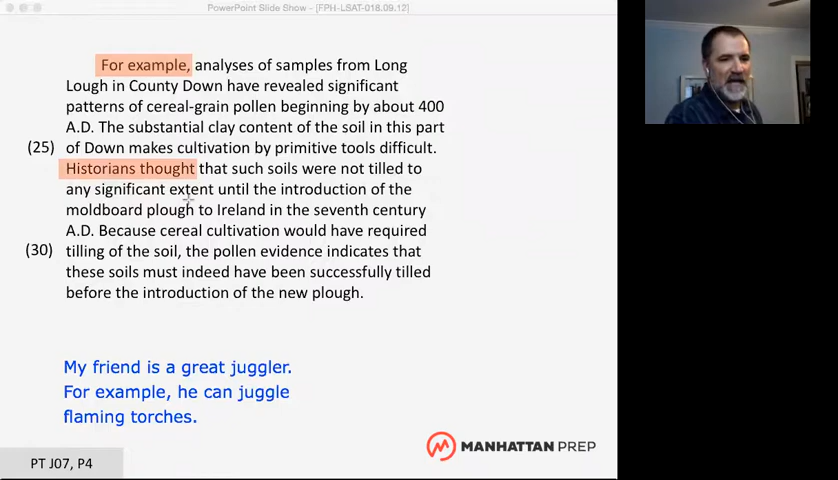 PowerPoint Slide Show - [FPH-LSAT-018.09.12]
For example, analyses of samples from Long
Lough in County Down have revealed significant
patterns of cereal-grain pollen beginning by about 400
A.D. The substantial clay content of the soil in this part
(25) of Down makes cultivation by primitive tools difficult.
Historians thought that such soils were not tilled to
any significant extent until the introduction of the
moldboard plough to Ireland in the seventh century
A.D. Because cereal cultivation would have required
(30) tilling of the soil, the pollen evidence indicates that
these soils must indeed have been successfully tilled
before the introduction of the new plough.
My friend is a great juggler.
For example, he can juggle
flaming torches.
MANHATTAN PREP
PT J07, P4